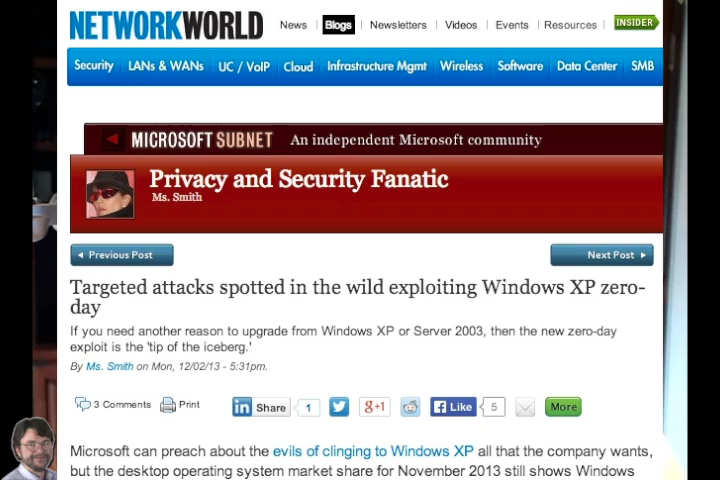 NETWORKWORLD
News Blogs Newsletters Videos Events Resources INSIDER
Security LANs & WANs UC / VoIP Cloud Infrastructure Mgmt Wireless Software Data Center SMB
MICROSOFT SUBNET An independent Microsoft community
Privacy and Security Fanatic
Ms. Smith
Previous Post Next Post
Targeted attacks spotted in the wild exploiting Windows XP zero-
day
If you need another reason to upgrade from Windows XP or Server 2003, then the new zero-day
exploit is the 'tip of the iceberg.'
By Ms. Smith on Mon, 12/02/13 - 5:31pm.
3 Comments Print in Share 1 g+1 f Like 5 More
Microsoft can preach about the evils of clinging to Windows XP all that the company wants,
but the desktop operating system market share for November 2013 still shows Windows